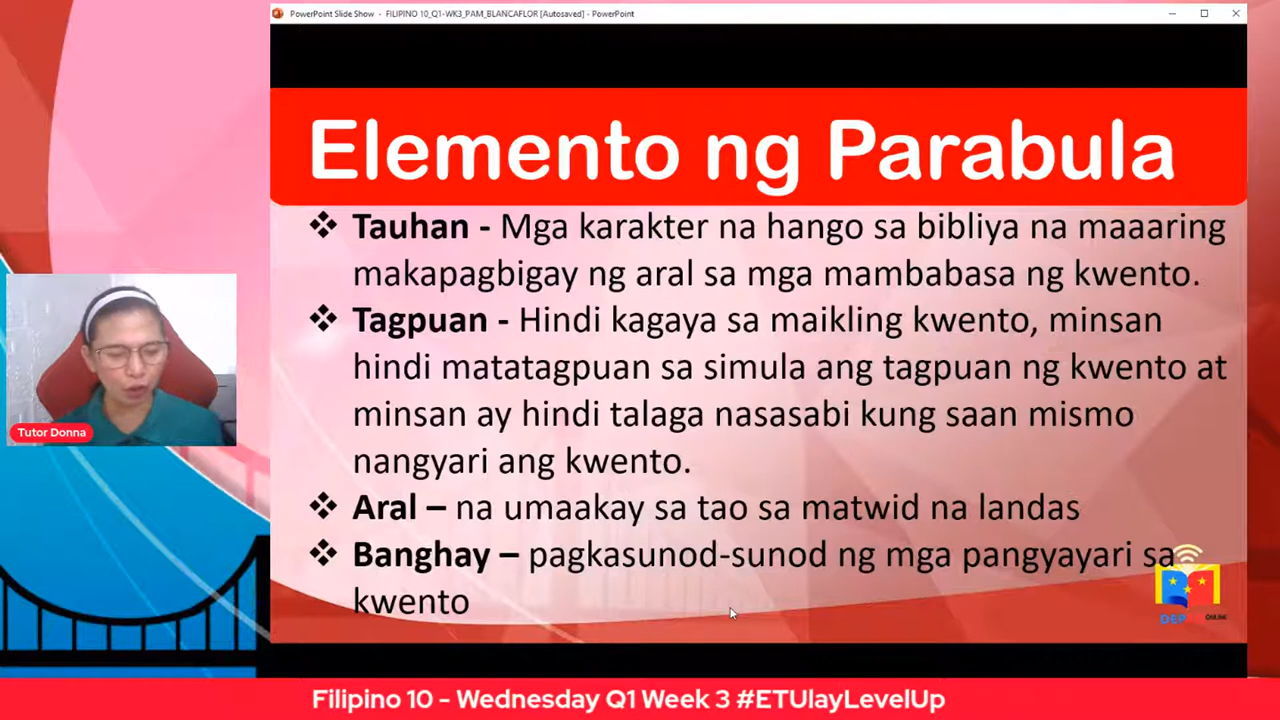 PowerPoint Slide Show - FILIPINO 10_Q1-WK3_PAM_BLANCAFLOR [Autosaved] - PowerPoint
Elemento ng Parabula
❖ Tauhan - Mga karakter na hango sa bibliya na maaaring
makapagbigay ng aral sa mga mambabasa ng kwento.
❖ Tagpuan - Hindi kagaya sa maikling kwento, minsan
hindi matatagpuan sa simula ang tagpuan ng kwento at
minsan ay hindi talaga nasasabi kung saan mismo
nangyari ang kwento.
❖ Aral – na umaakay sa tao sa matwid na landas
❖ Banghay – pagkasunod-sunod ng mga pangyayari sa
kwento
Tutor Donna
Filipino 10 - Wednesday Q1 Week 3 #ETUlayLevelUp